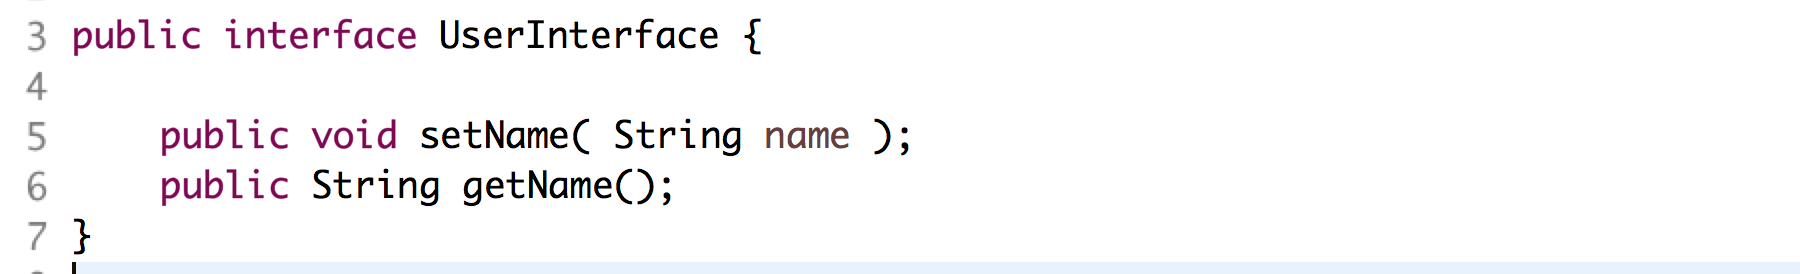 3 public interface UserInterface {
4
5     public void setName( String name );
6     public String getName();
7 }